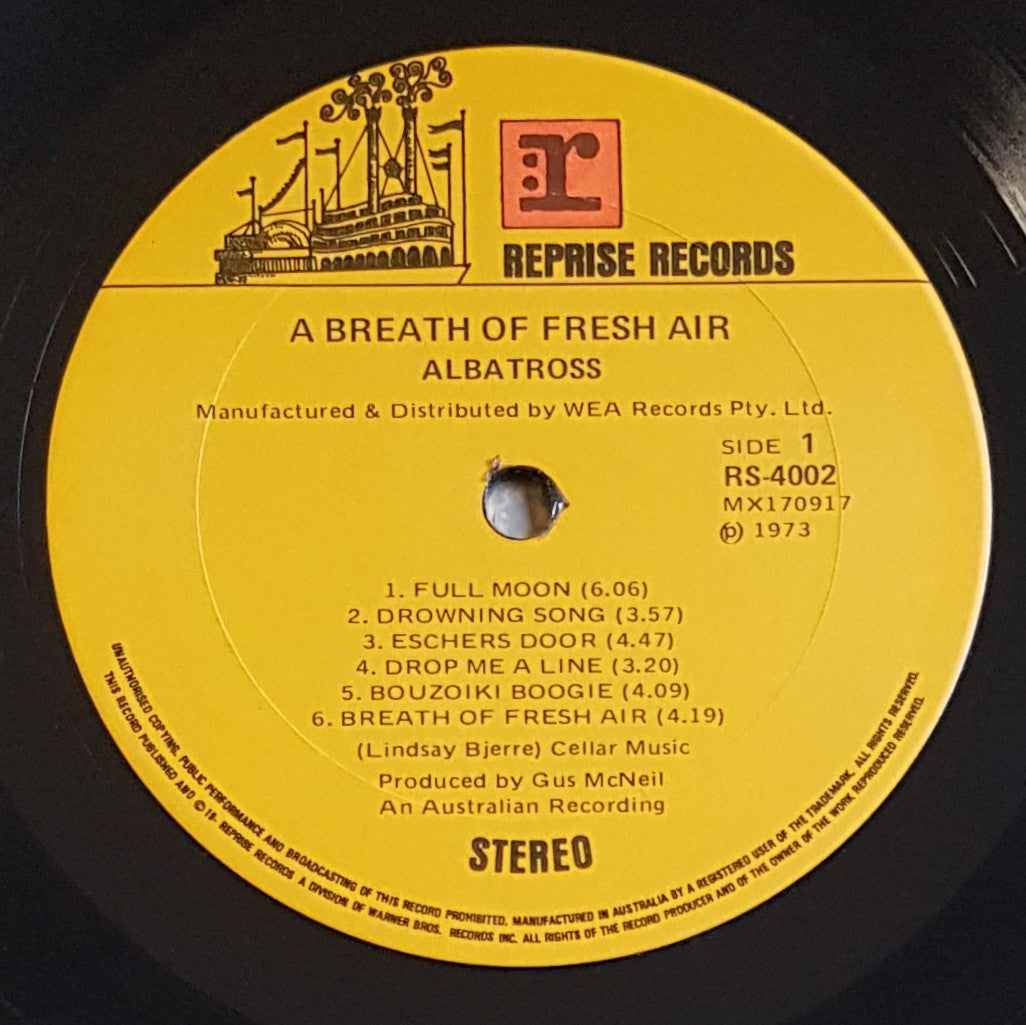 r
REPRISE RECORDS
A BREATH OF FRESH AIR
ALBATROSS
Manufactured & Distributed by WEA Records Pty. Ltd.
SIDE 1
RS-4002
MX170917
℗ 1973
1. FULL MOON (6.06)
2. DROWNING SONG (3.57)
3. ESCHERS DOOR (4.47)
4. DROP ME A LINE (3.20)
5. BOUZOIKI BOOGIE (4.09)
6. BREATH OF FRESH AIR (4.19)
(Lindsay Bjerre) Cellar Music
Produced by Gus McNeil
An Australian Recording
STEREO
UNAUTHORISED COPYING, PUBLIC PERFORMANCE AND BROADCASTING OF THIS RECORD PROHIBITED. MANUFACTURED IN AUSTRALIA BY A REGISTERED USER OF THE TRADEMARK. ALL RIGHTS RESERVED.
THIS RECORD PUBLISHED AND © 19- REPRISE RECORDS A DIVISION OF WARNER BROS. RECORDS INC. ALL RIGHTS OF THE RECORD PRODUCER AND OF THE OWNER OF THE WORK REPRODUCED RESERVED.